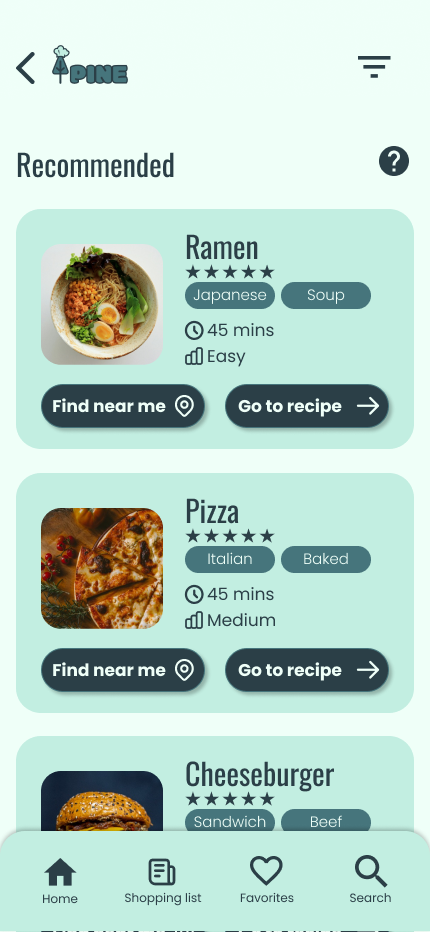 PINE
Recommended
Ramen
Japanese Soup
45 mins
Easy
Find near me Go to recipe
Pizza
Italian Baked
45 mins
Medium
Find near me Go to recipe
Cheeseburger
Sandwich Beef
Home Shopping list Favorites Search